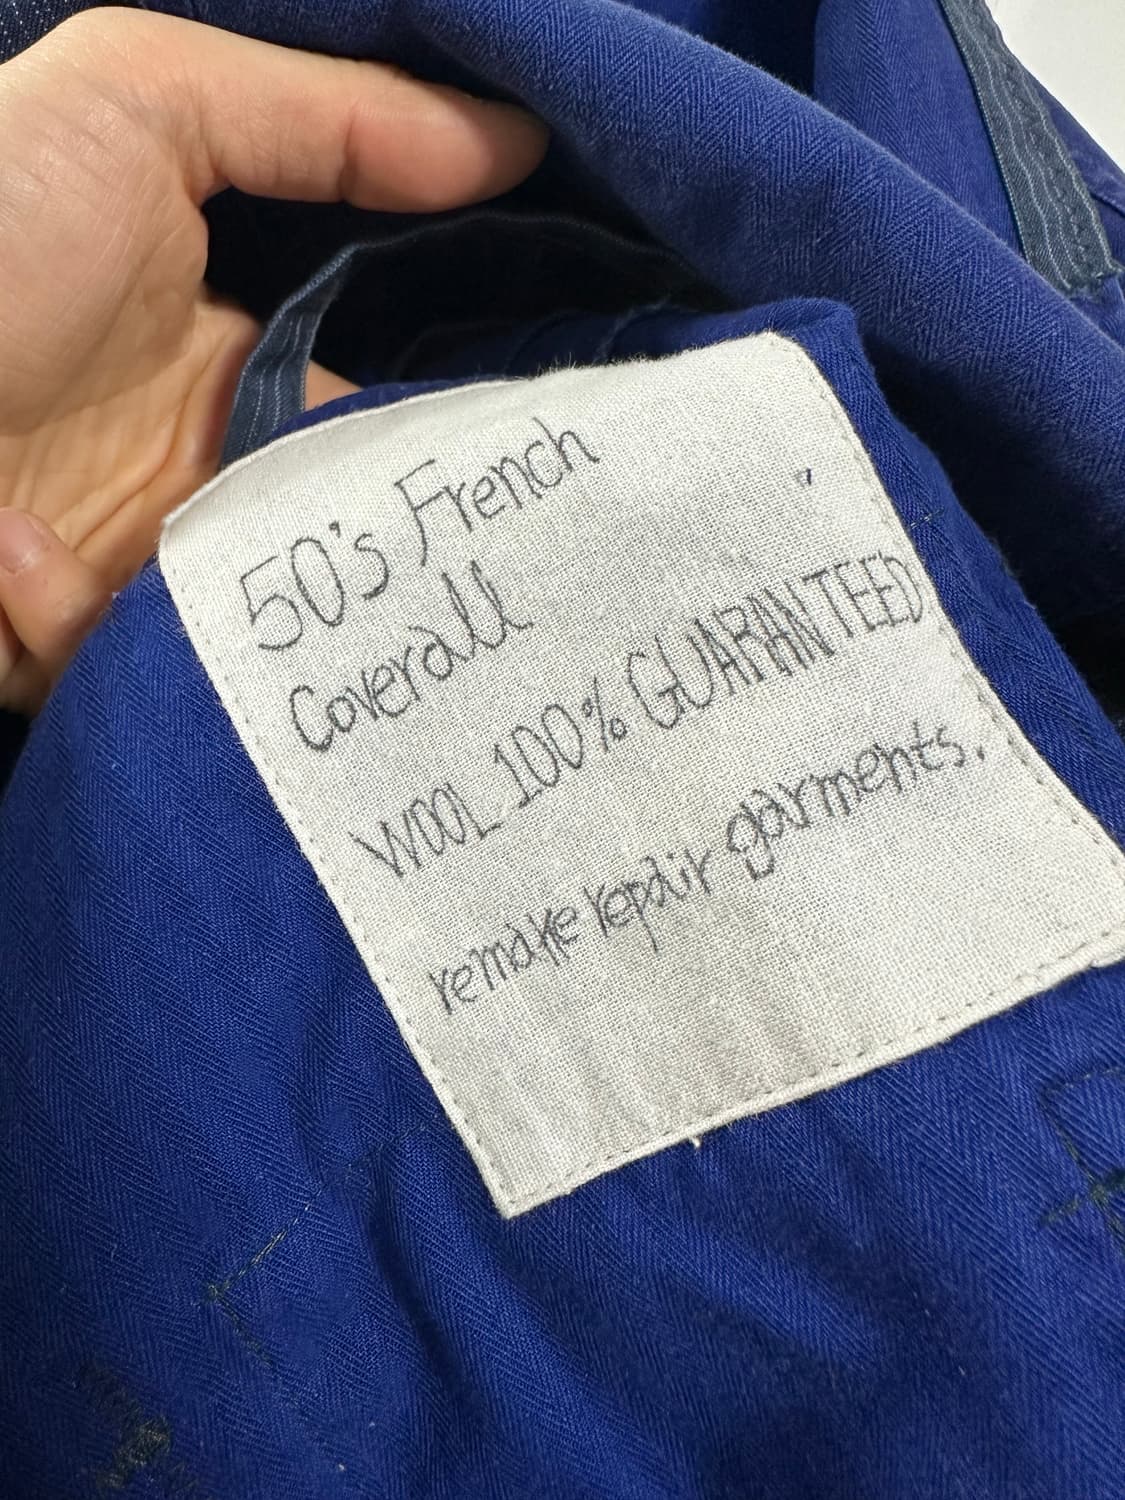 50's French
Coverall
WOOL 100% GUARANTEED
remake repair garments.